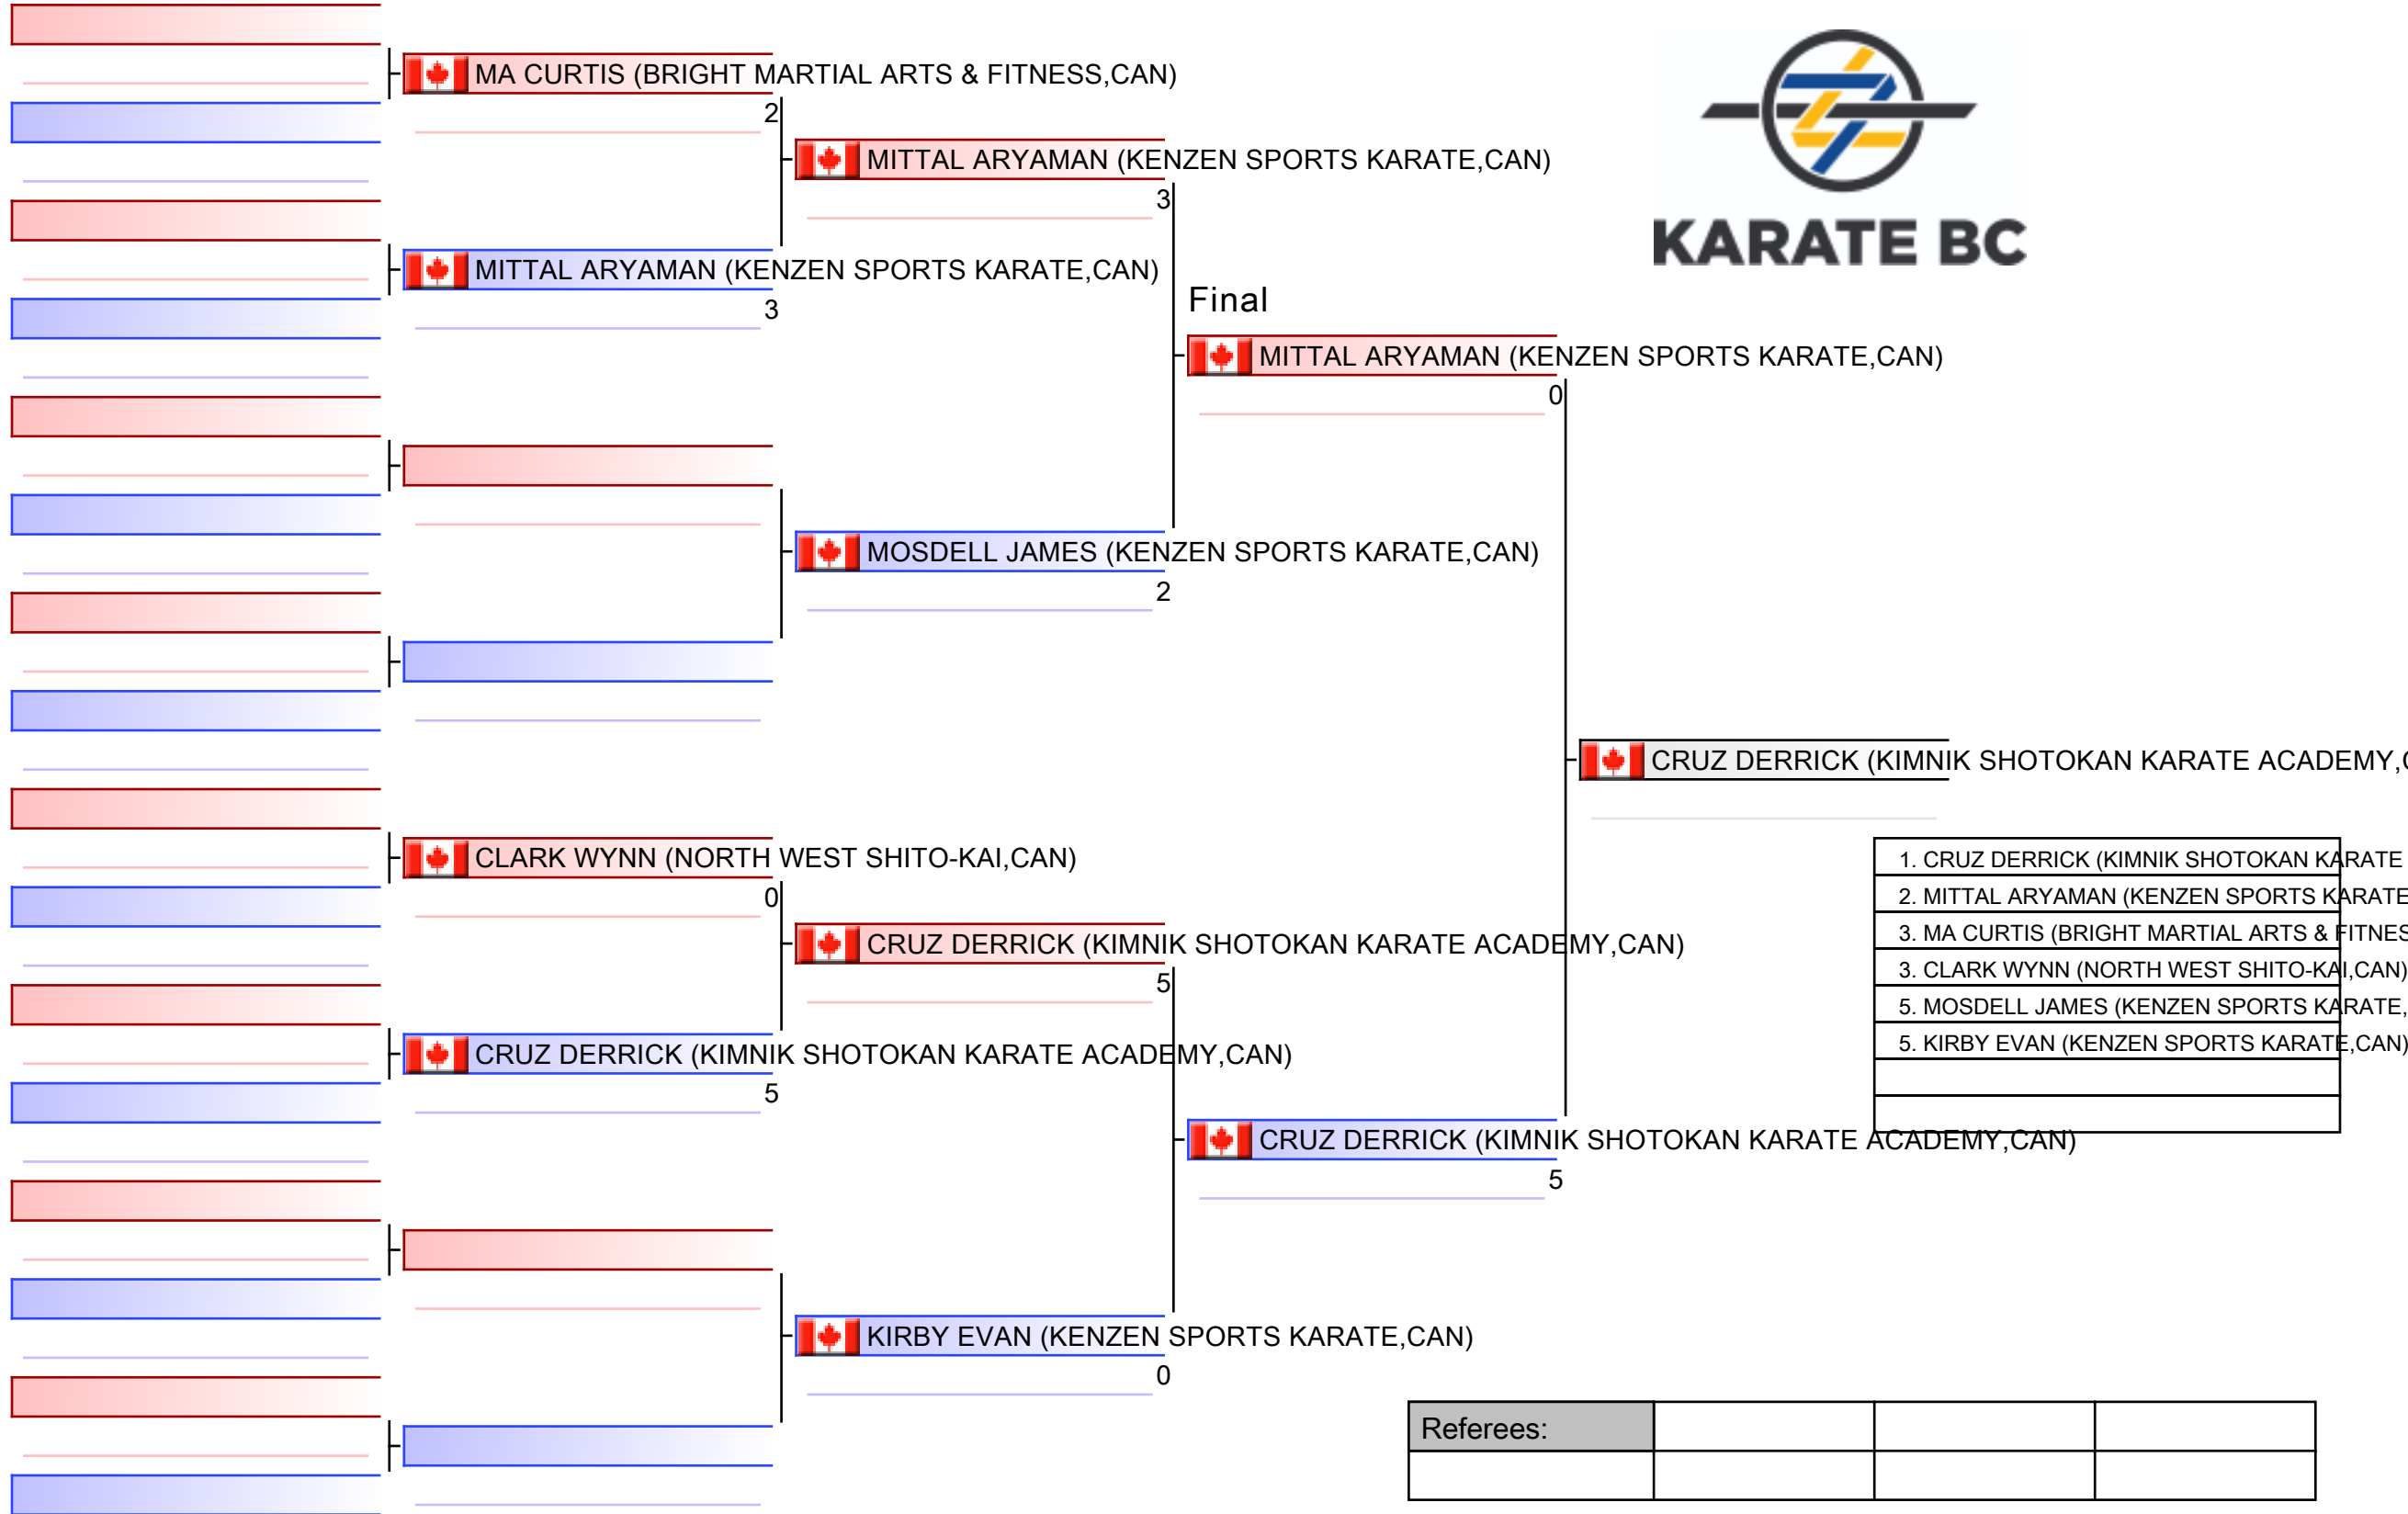 MA CURTIS (BRIGHT MARTIAL ARTS & FITNESS,CAN)
2
MITTAL ARYAMAN (KENZEN SPORTS KARATE,CAN)
3
KARATE BC
MITTAL ARYAMAN (KENZEN SPORTS KARATE,CAN)
3
Final
MITTAL ARYAMAN (KENZEN SPORTS KARATE,CAN)
0
MOSDELL JAMES (KENZEN SPORTS KARATE,CAN)
2
CRUZ DERRICK (KIMNIK SHOTOKAN KARATE ACADEMY,
CLARK WYNN (NORTH WEST SHITO-KAI,CAN)
0
1. CRUZ DERRICK (KIMNIK SHOTOKAN KARATE
2. MITTAL ARYAMAN (KENZEN SPORTS KARATE
3. MA CURTIS (BRIGHT MARTIAL ARTS & FITNES
3. CLARK WYNN (NORTH WEST SHITO-KAI,CAN)
5. MOSDELL JAMES (KENZEN SPORTS KARATE,
5. KIRBY EVAN (KENZEN SPORTS KARATE,CAN)
CRUZ DERRICK (KIMNIK SHOTOKAN KARATE ACADEMY,CAN)
5
CRUZ DERRICK (KIMNIK SHOTOKAN KARATE ACADEMY,CAN)
5
CRUZ DERRICK (KIMNIK SHOTOKAN KARATE ACADEMY,CAN)
5
KIRBY EVAN (KENZEN SPORTS KARATE,CAN)
0
Referees: